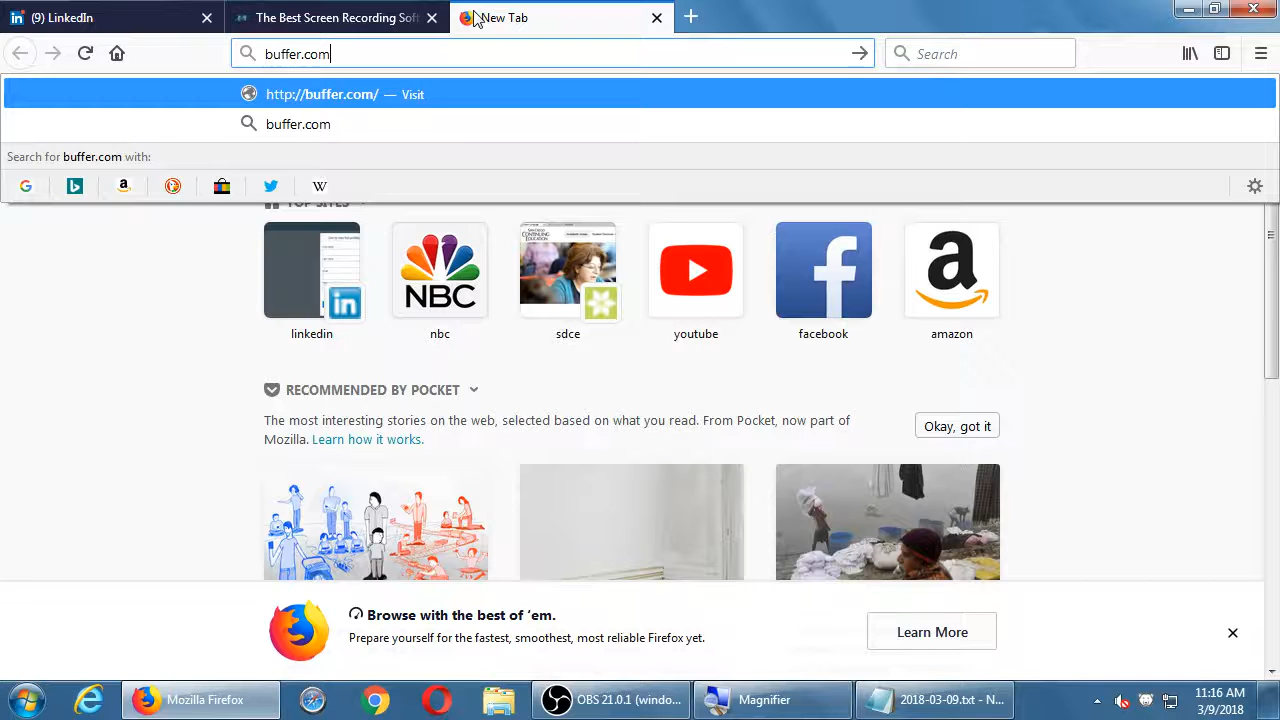 (9) LinkedIn
The Best Screen Recording Soft
New Tab
buffer.com
Search
http://buffer.com/ — Visit
buffer.com
Search for buffer.com with:
TOP SITES
NBC
linkedin
nbc
sdce
youtube
facebook
amazon
RECOMMENDED BY POCKET
The most interesting stories on the web, selected based on what you read. From Pocket, now part of
Mozilla. Learn how it works.
Okay, got it
Browse with the best of ‘em.
Prepare yourself for the fastest, smoothest, most reliable Firefox yet.
Learn More
Mozilla Firefox
OBS 21.0.1 (windo...
Magnifier
2018-03-09.txt - N...
11:16 AM
3/9/2018